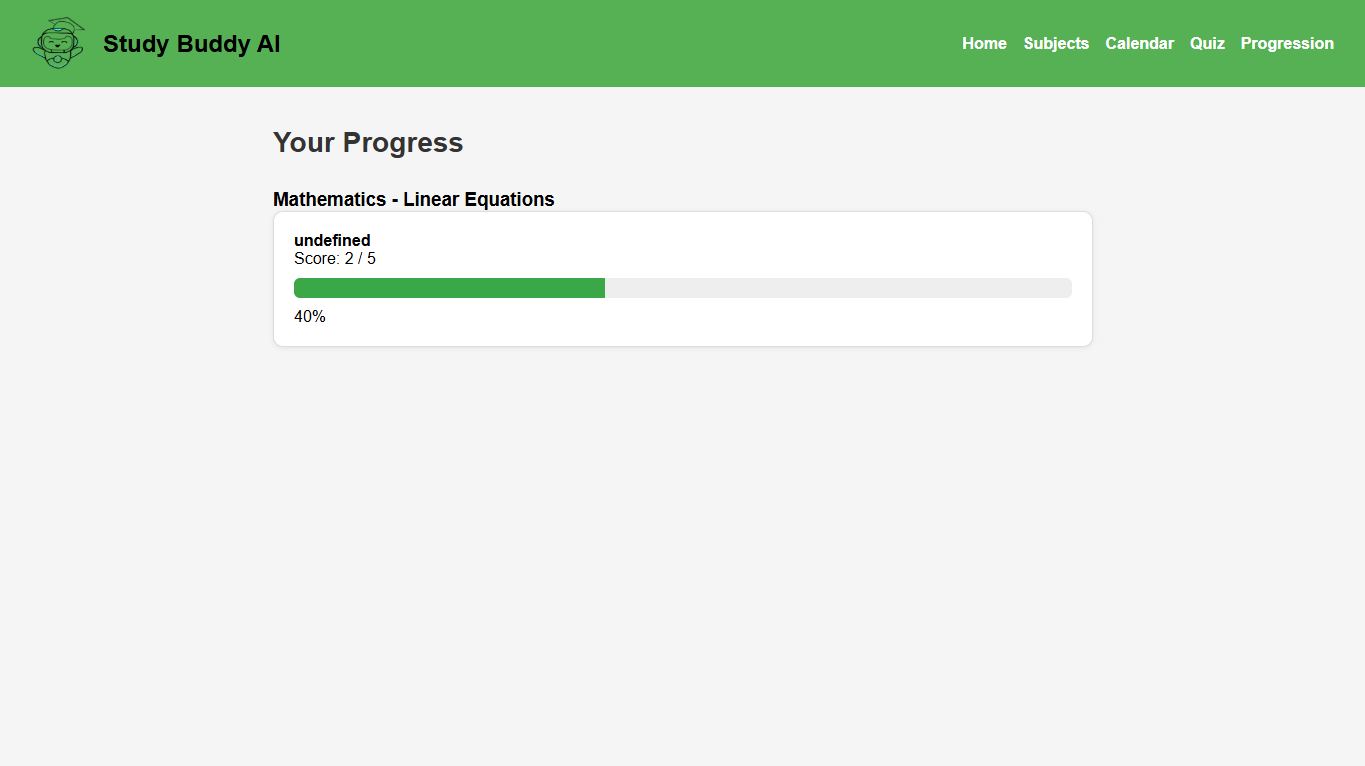 Study Buddy AI
Home Subjects Calendar Quiz Progression
Your Progress
Mathematics - Linear Equations
undefined
Score: 2 / 5
40%